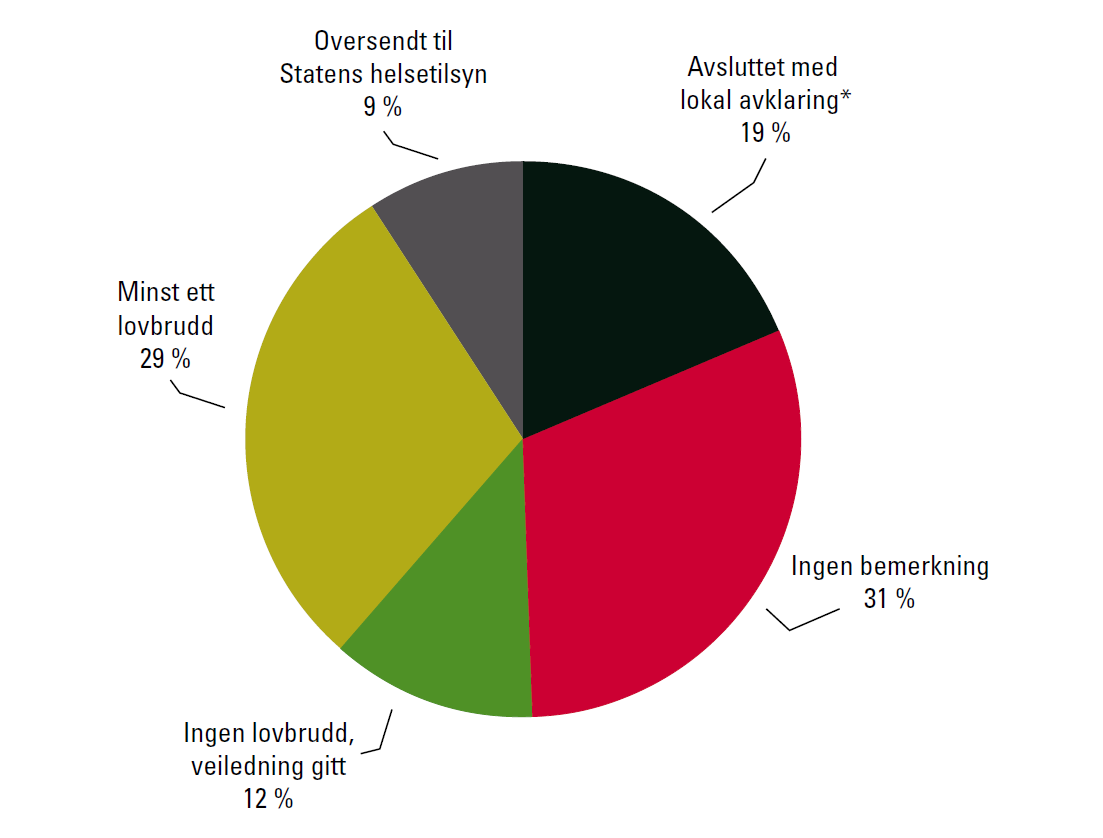 Oversendt til
Statens helsetilsyn
9 %
Avsluttet med
lokal avklaring*
19 %
Minst ett
lovbrudd
29 %
Ingen bemerkning
31 %
Ingen lovbrudd,
veiledning gitt
12 %